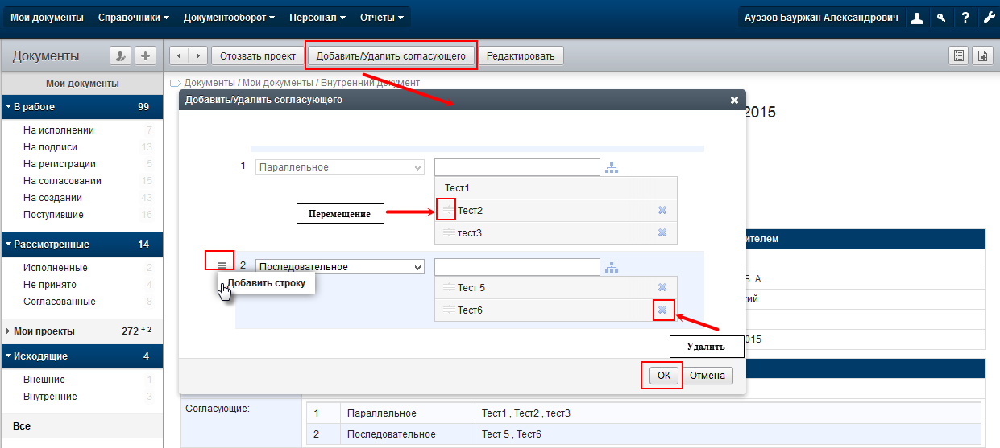 Мои документы Справочники Документооборот Персонал Отчеты Ауэзов Бауржан Александрович ?
Документы + Отозвать проект Добавить/Удалить согласующего Редактировать
Мои документы
Документы / Мои документы / Внутренний документ
Добавить/Удалить согласующего
2015
В работе 99
На исполнении 7
На подписи 13
На регистрации 5
На согласовании 15
На создании 43
Поступившие 16
Рассмотренные 14
Исполненные 2
Не принято 4
Согласованные 8
Мои проекты 272 + 2
Исходящие 4
Внешние 1
Внутренние 3
Все
1 Параллельное
Тест1
Перемещение
Тест2
тест3
2 Последовательное
Добавить строку
Тест 5
Тест6
Удалить
ОК Отмена
ителем
Б. А.
кий
2015
Согласующие:
1 Параллельное Тест1 , Тест2 , тест3
2 Последовательное Тест 5 , Тест6